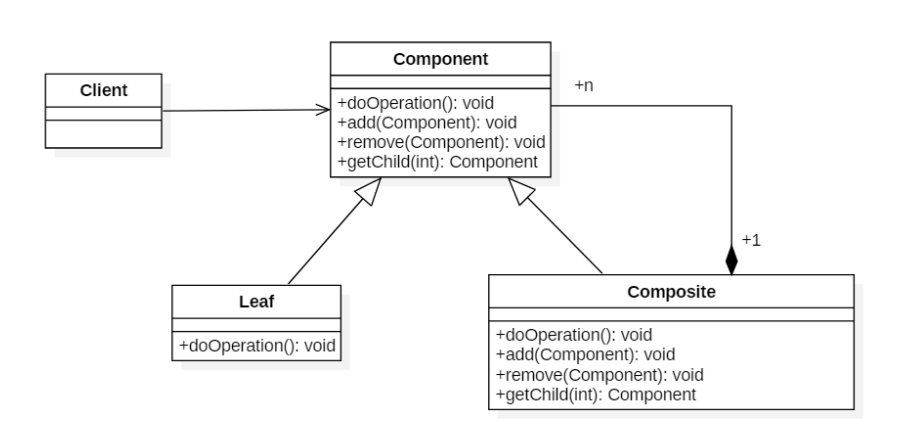 Component
+n
Client
+doOperation(): void
+add(Component): void
+remove(Component): void
+getChild(int): Component
+1
Leaf
+doOperation(): void
Composite
+doOperation(): void
+add(Component): void
+remove(Component): void
+getChild(int): Component